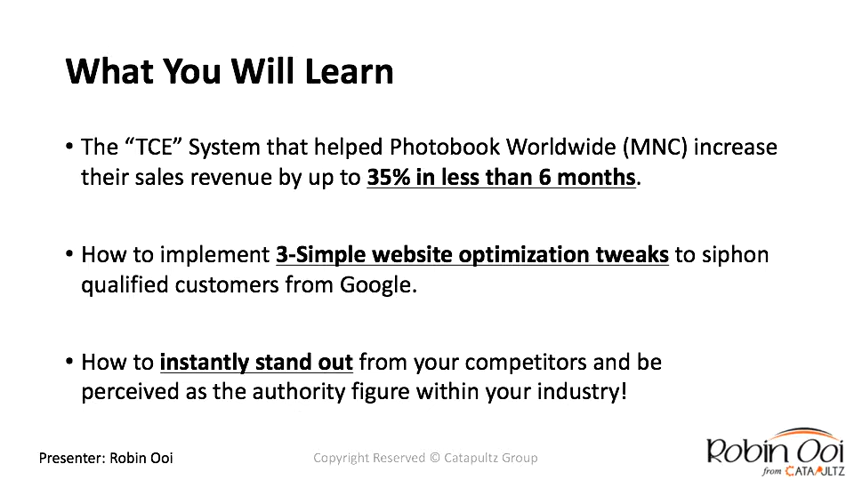 What You Will Learn
• The “TCE” System that helped Photobook Worldwide (MNC) increase
their sales revenue by up to 35% in less than 6 months.
• How to implement 3-Simple website optimization tweaks to siphon
qualified customers from Google.
• How to instantly stand out from your competitors and be
perceived as the authority figure within your industry!
Presenter: Robin Ooi
Copyright Reserved © Catapultz Group
Robin Ooi
from CATAPULTZ